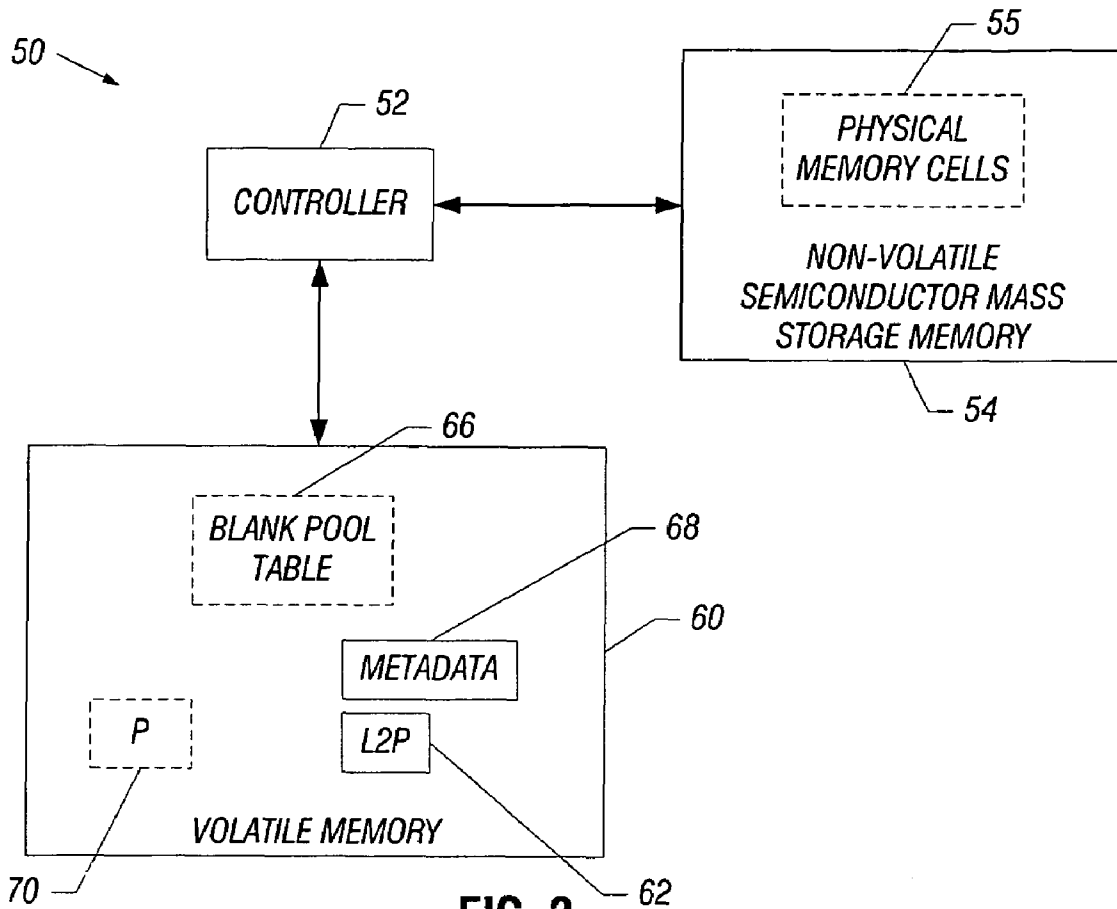 50
55
52
PHYSICAL
MEMORY CELLS
CONTROLLER
NON-VOLATILE
SEMICONDUCTOR MASS
STORAGE MEMORY
54
66
BLANK POOL
TABLE
68
60
METADATA
P
L2P
VOLATILE MEMORY
70
62